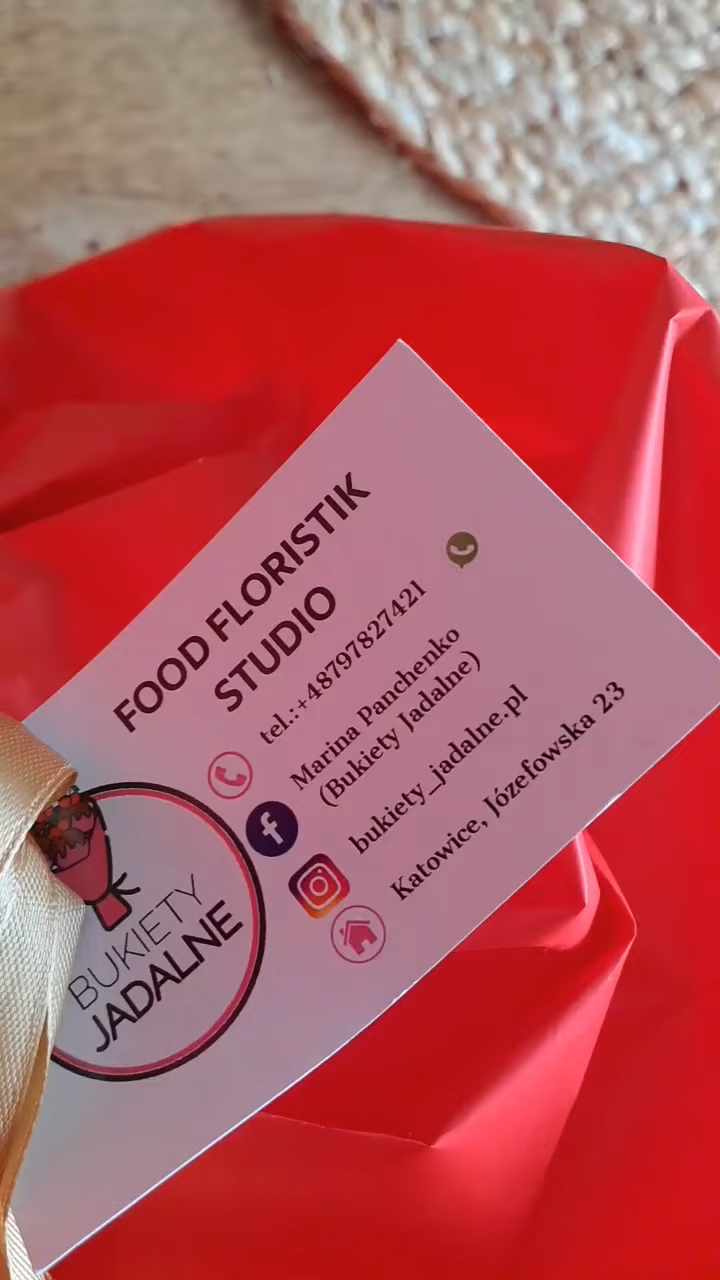 FOOD FLORISTIK
STUDIO
tel.:+48797827421
Marina Panchenko
(Bukiety Jadalne)
bukiety_jadalne.pl
Katowice, Józefowska 23
BUKIETY
JADALNE